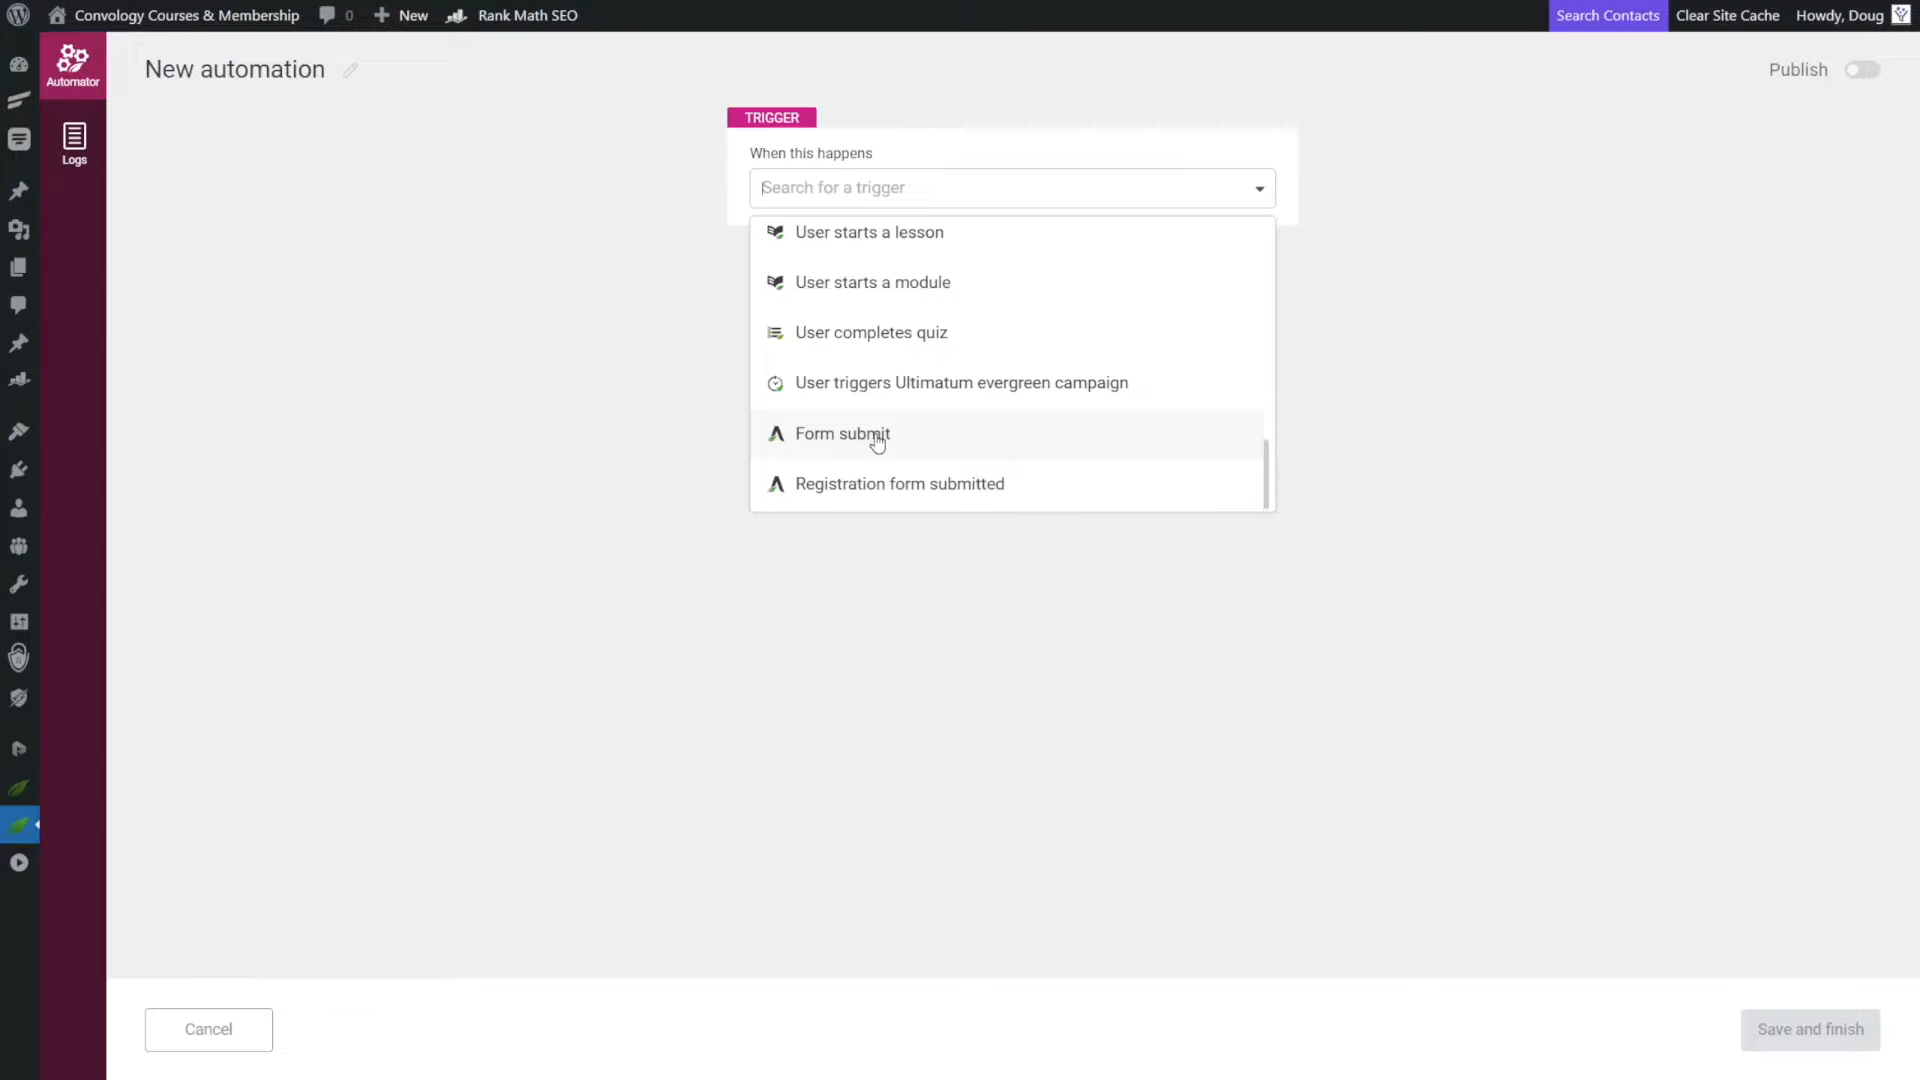 Convology Courses & Membership 0 New Rank Math SEO Search Contacts Clear Site Cache Howdy, Doug
Automator
Logs
New automation
Publish
TRIGGER
When this happens
Search for a trigger
User starts a lesson
User starts a module
User completes quiz
User triggers Ultimatum evergreen campaign
Form submit
Registration form submitted
Cancel
Save and finish